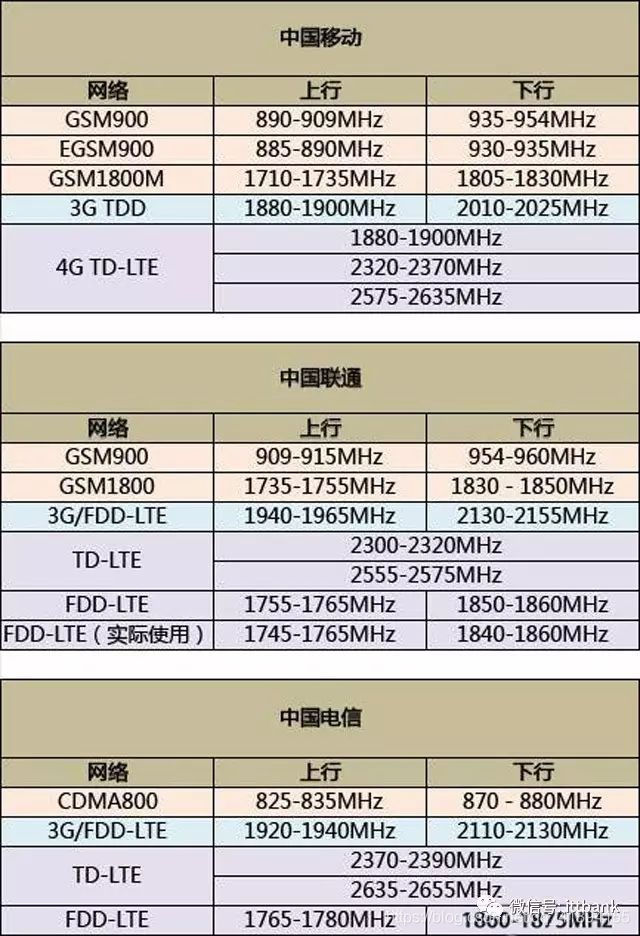 中国移动
网络 上行 下行
GSM900 890-909MHz 935-954MHz
EGSM900 885-890MHz 930-935MHz
GSM1800M 1710-1735MHz 1805-1830MHz
3G TDD 1880-1900MHz 2010-2025MHz
4G TD-LTE 1880-1900MHz
2320-2370MHz
2575-2635MHz
中国联通
网络 上行 下行
GSM900 909-915MHz 954-960MHz
GSM1800 1735-1755MHz 1830 - 1850MHz
3G/FDD-LTE 1940-1965MHz 2130-2155MHz
TD-LTE 2300-2320MHz
2555-2575MHz
FDD-LTE 1755-1765MHz 1850-1860MHz
FDD-LTE（实际使用） 1745-1765MHz 1840-1860MHz
中国电信
网络 上行 下行
CDMA800 825-835MHz 870 - 880MHz
3G/FDD-LTE 1920-1940MHz 2110-2130MHz
TD-LTE 2370-2390MHz
2635-2655MHz
微信号: jttbank
FDD-LTE 1765-1780MHz 1860-1875MHz